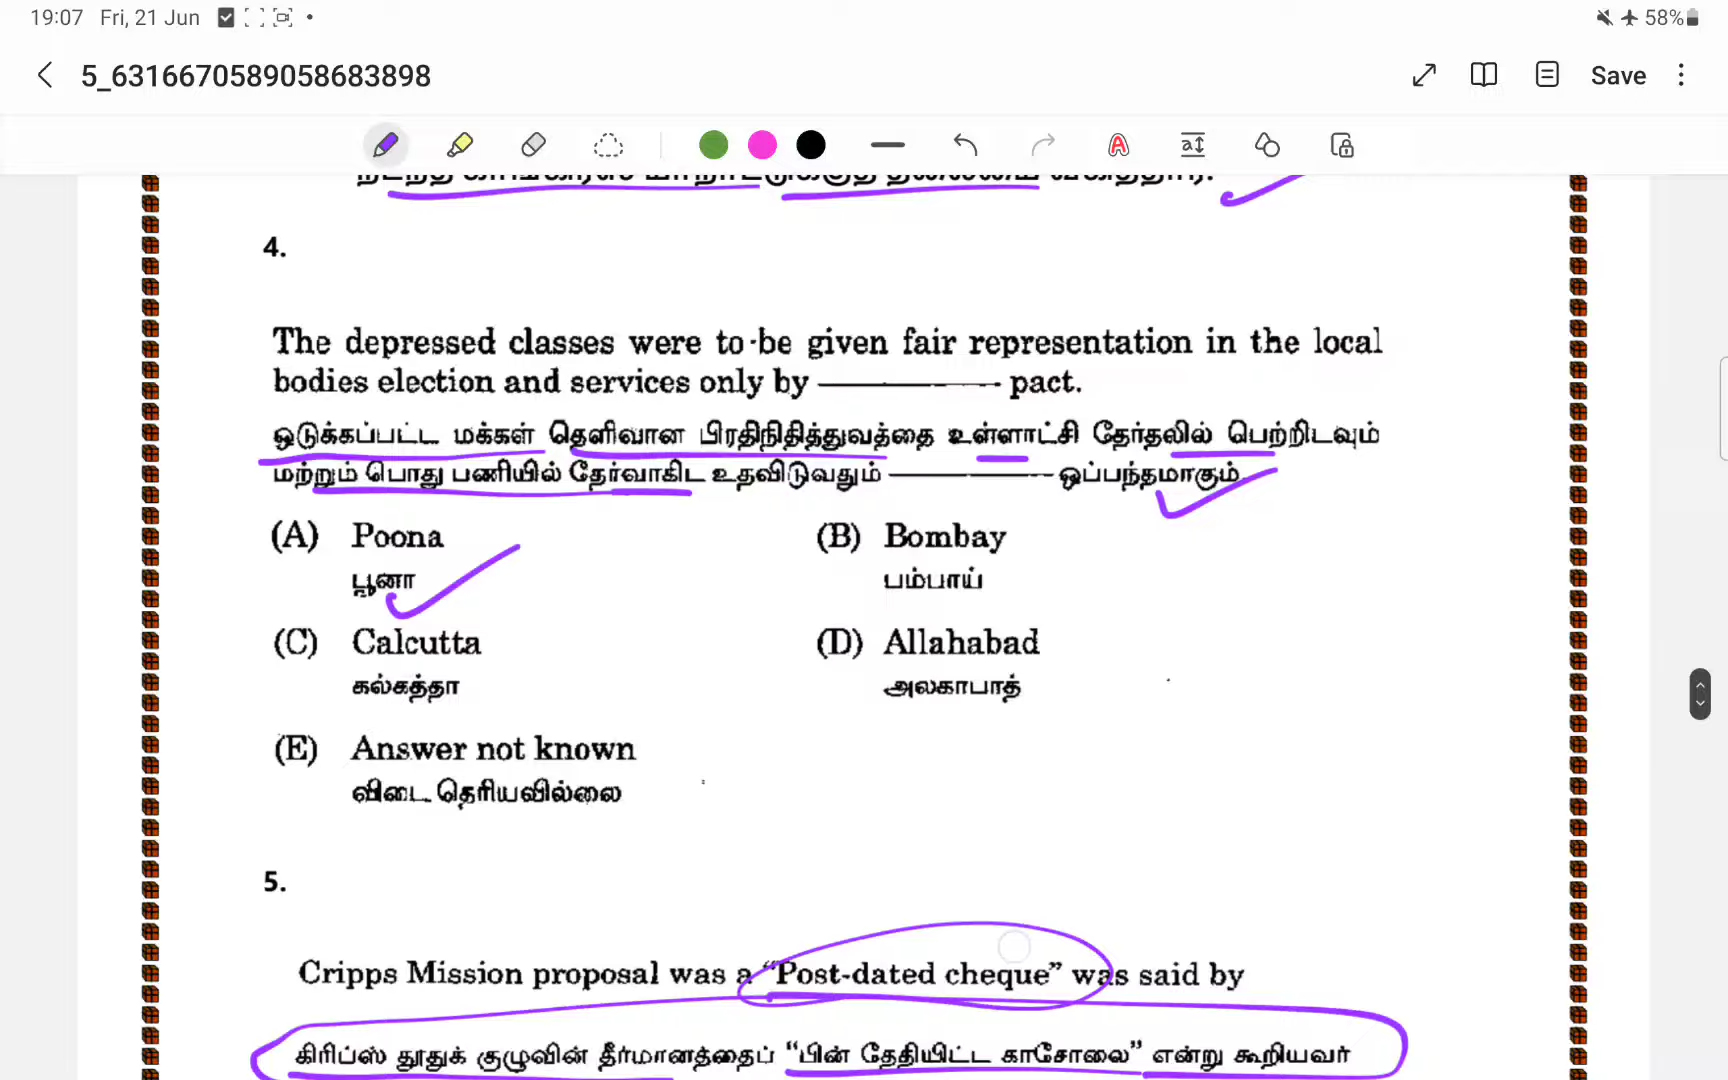 19:07 Fri, 21 Jun
58%
5_6316670589058683898
Save
4.
The depressed classes were to be given fair representation in the local
bodies election and services only by ———— pact.
ஒடுக்கப்பட்ட மக்கள் தெளிவான பிரதிநிதித்துவத்தை உள்ளாட்சி தேர்தலில் பெற்றிடவும்
மற்றும் பொது பணியில் தேர்வாகிட உதவிடுவதும் ———— ஒப்பந்தமாகும்.
(A) Poona
பூனா
(B) Bombay
பம்பாய்
(C) Calcutta
கல்கத்தா
(D) Allahabad
அலகாபாத்
(E) Answer not known
விடை தெரியவில்லை
5.
Cripps Mission proposal was a “Post-dated cheque” was said by
கிரிப்ஸ் தூதுக் குழுவின் தீர்மானத்தைப் “பின் தேதியிட்ட காசோலை” என்று கூறியவர்